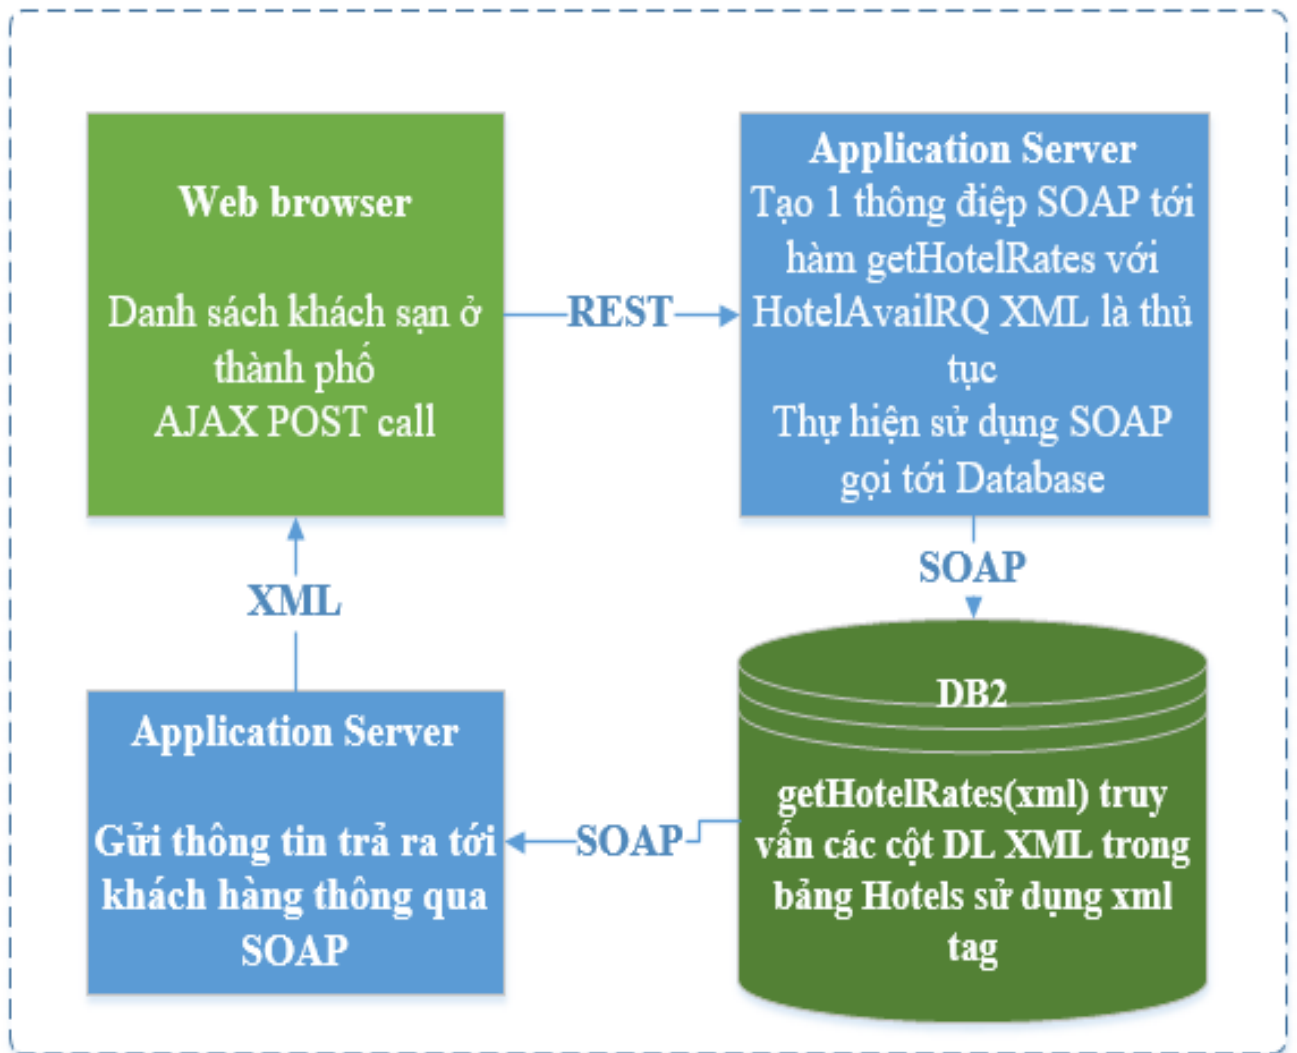 Web browser
Danh sách khách sạn ở
thành phố
AJAX POST call
REST
Application Server
Tạo 1 thông điệp SOAP tới
hàm getHotelRates với
HotelAvailRQ XML là thủ
tục
Thự hiện sử dụng SOAP
gọi tới Database
SOAP
DB2
getHotelRates(xml) truy
vấn các cột DL XML trong
bảng Hotels sử dụng xml
tag
SOAP
Application Server
Gửi thông tin trả ra tới
khách hàng thông qua
SOAP
XML